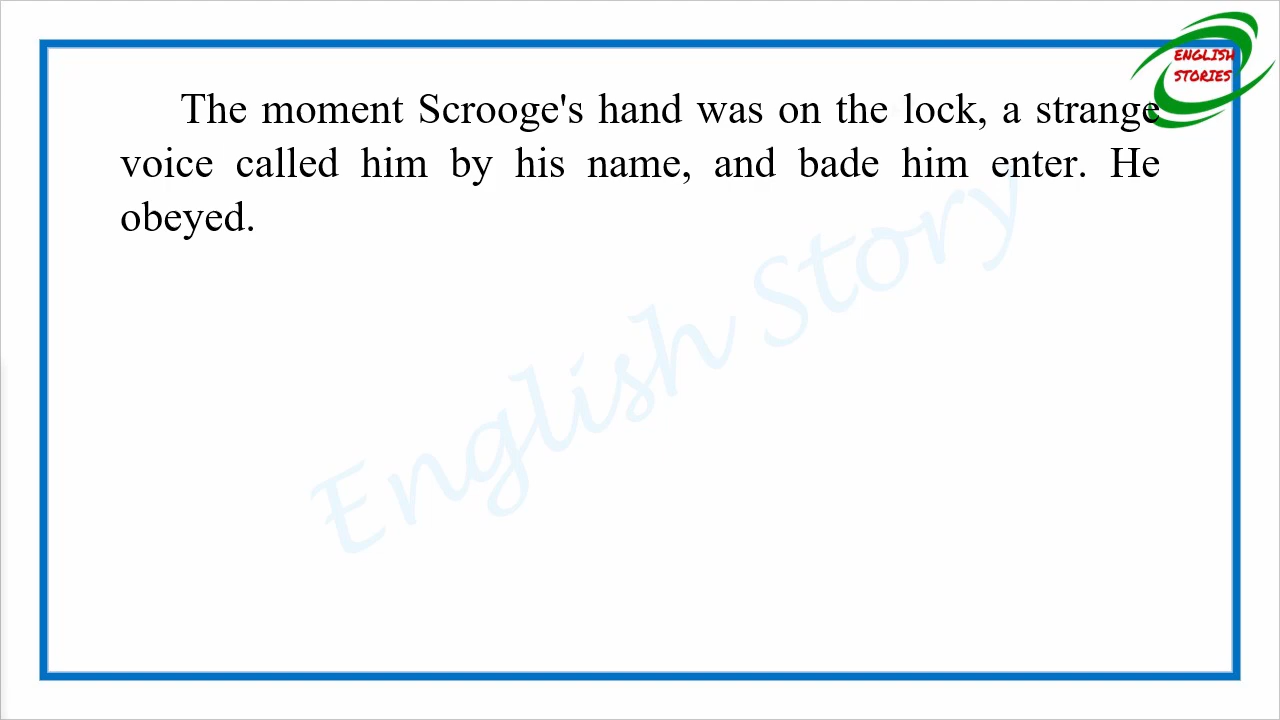 ENGLISH
STORIES
The moment Scrooge's hand was on the lock, a strange
voice called him by his name, and bade him enter. He
obeyed.
English Story